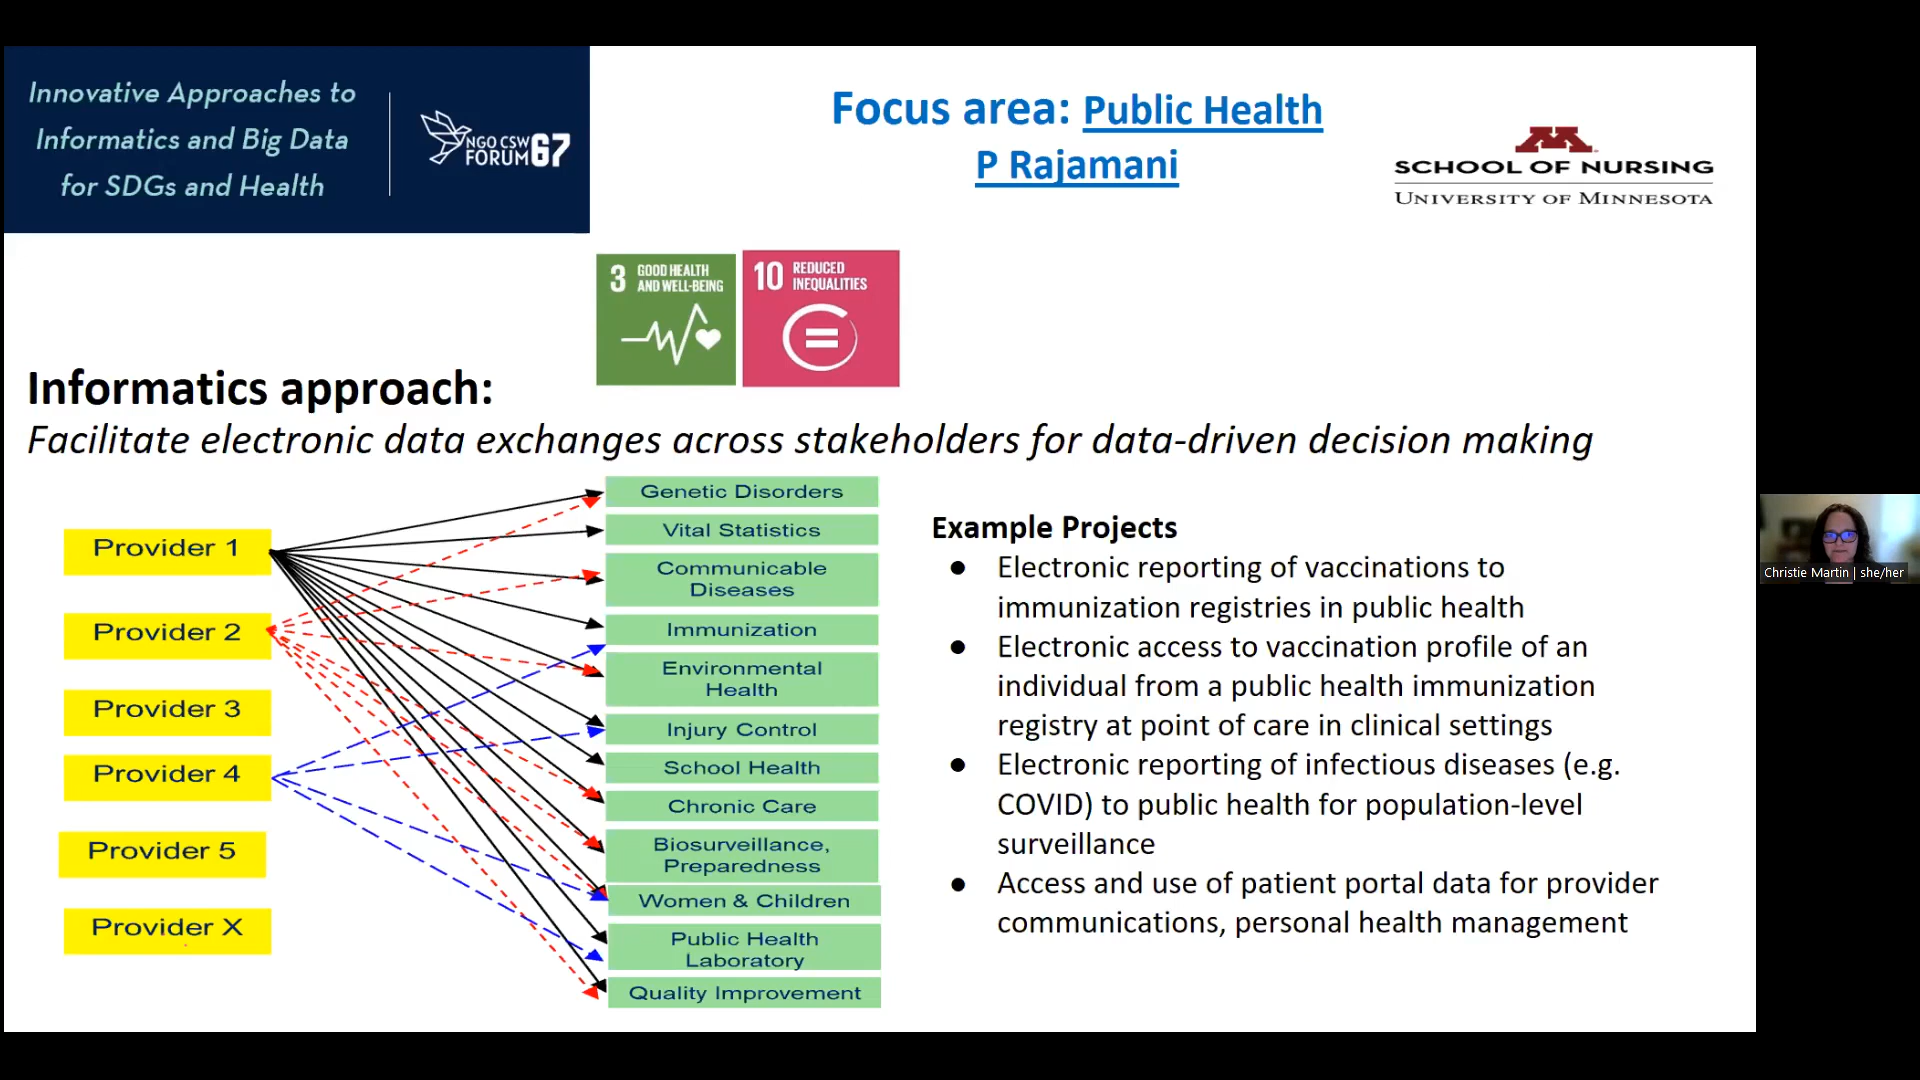 Innovative Approaches to
Informatics and Big Data
for SDGs and Health
NGO CSW
FORUM 67
Focus area: Public Health
P Rajamani
M
SCHOOL OF NURSING
UNIVERSITY OF MINNESOTA
3 GOOD HEALTH
AND WELL-BEING
10 REDUCED
INEQUALITIES
Informatics approach:
Facilitate electronic data exchanges across stakeholders for data-driven decision making
Provider 1
Provider 2
Provider 3
Provider 4
Provider 5
Provider X
Genetic Disorders
Vital Statistics
Communicable
Diseases
Immunization
Environmental
Health
Injury Control
School Health
Chronic Care
Biosurveillance,
Preparedness
Women & Children
Public Health
Laboratory
Quality Improvement
Example Projects
● Electronic reporting of vaccinations to
immunization registries in public health
● Electronic access to vaccination profile of an
individual from a public health immunization
registry at point of care in clinical settings
● Electronic reporting of infectious diseases (e.g.
COVID) to public health for population-level
surveillance
● Access and use of patient portal data for provider
communications, personal health management
Christie Martin | she/her